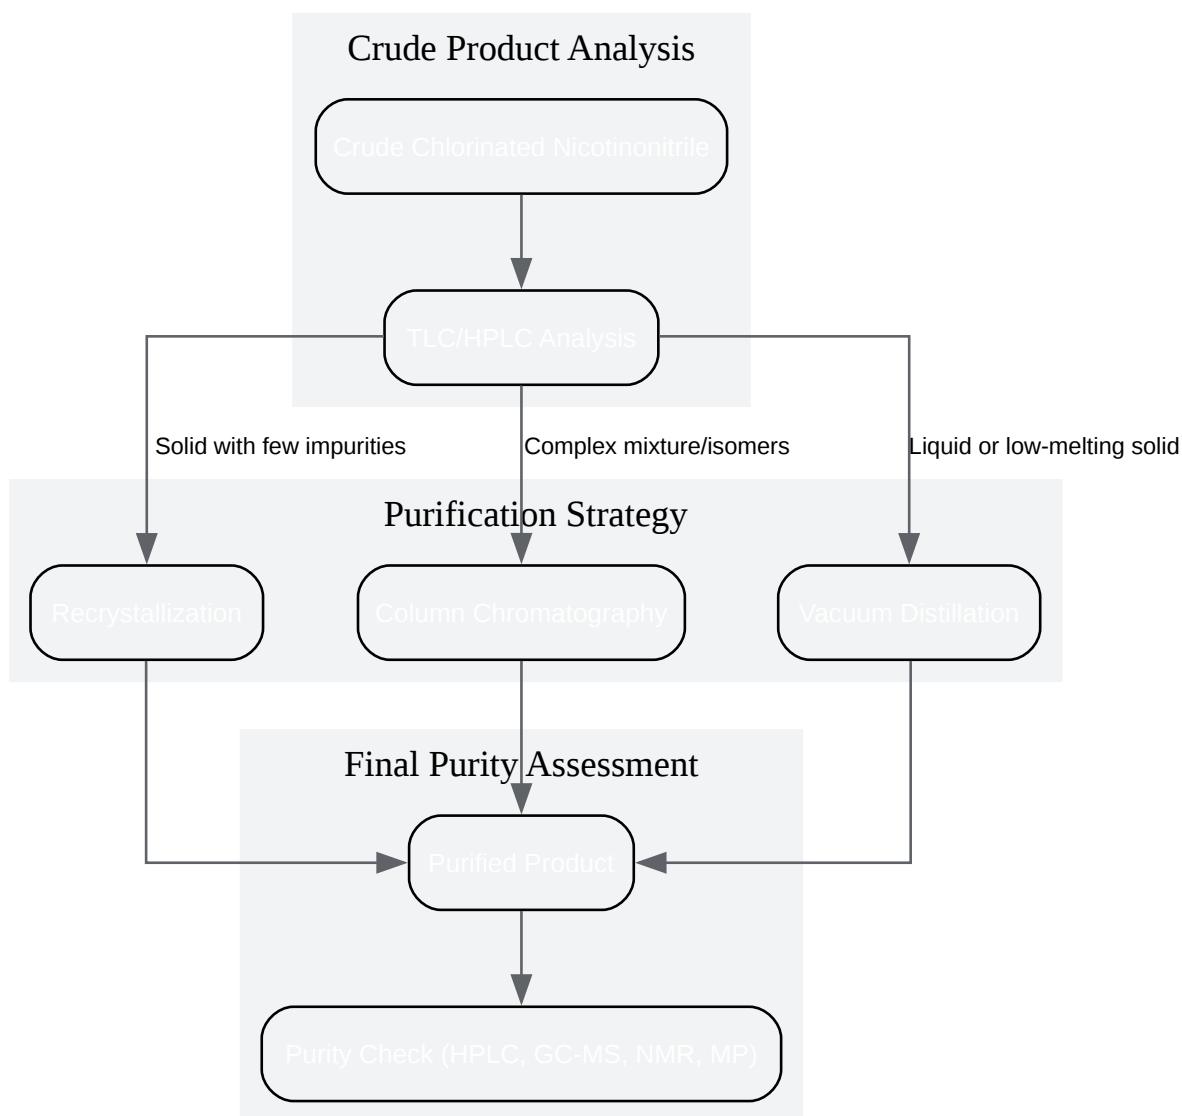 Crude Product Analysis
Crude Chlorinated Nicotinonitrile
TLC/HPLC Analysis
Solid with few impurities
Complex mixture/isomers
Liquid or low-melting solid
Purification Strategy
Recrystallization
Column Chromatography
Vacuum Distillation
Final Purity Assessment
Purified Product
Purity Check (HPLC, GC-MS, NMR, MP)